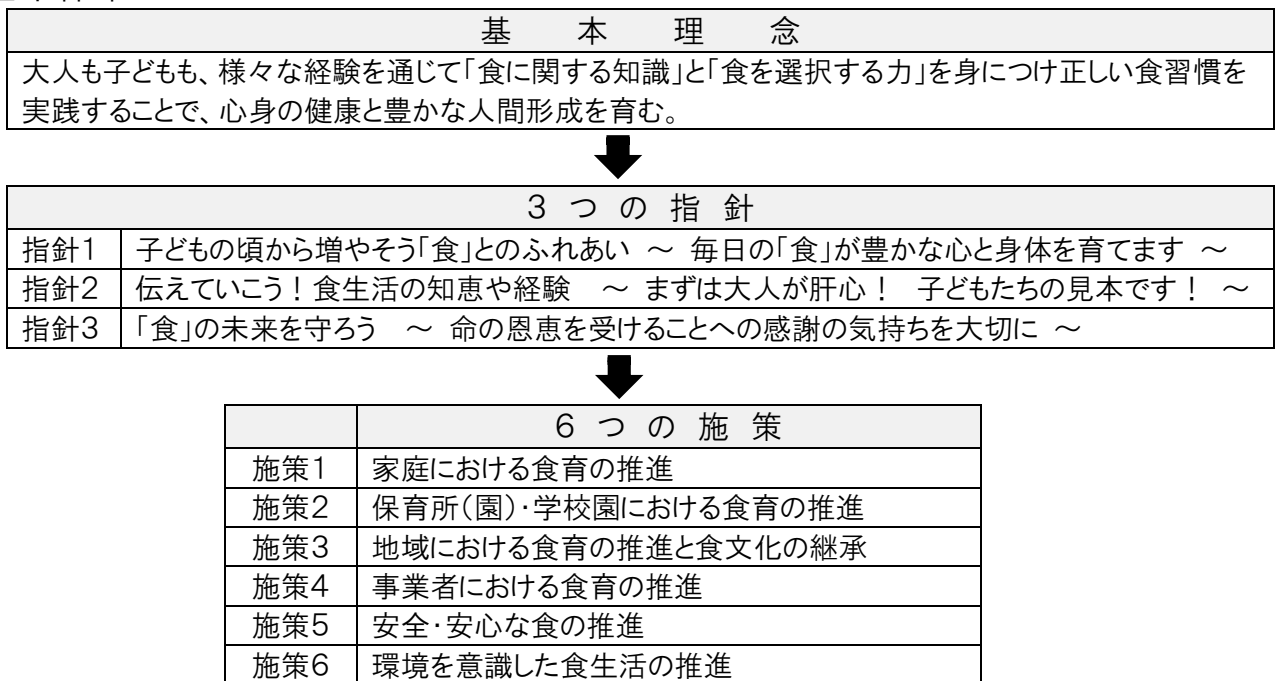 基本理念
大人も子どもも、様々な経験を通じて「食に関する知識」と「食を選択する力」を身につけ正しい食習慣を
実践することで、心身の健康と豊かな人間形成を育む。
3つの指針
指針1 子どもの頃から増やそう「食」とのふれあい ～ 毎日の「食」が豊かな心と身体を育てます ～
指針2 伝えていこう！食生活の知恵や経験 ～ まずは大人が肝心！ 子どもたちの見本です！ ～
指針3 「食」の未来を守ろう ～ 命の恩恵を受けることへの感謝の気持ちを大切に ～
6つの施策
施策1 家庭における食育の推進
施策2 保育所（園）・学校園における食育の推進
施策3 地域における食育の推進と食文化の継承
施策4 事業者における食育の推進
施策5 安全・安心な食の推進
施策6 環境を意識した食生活の推進